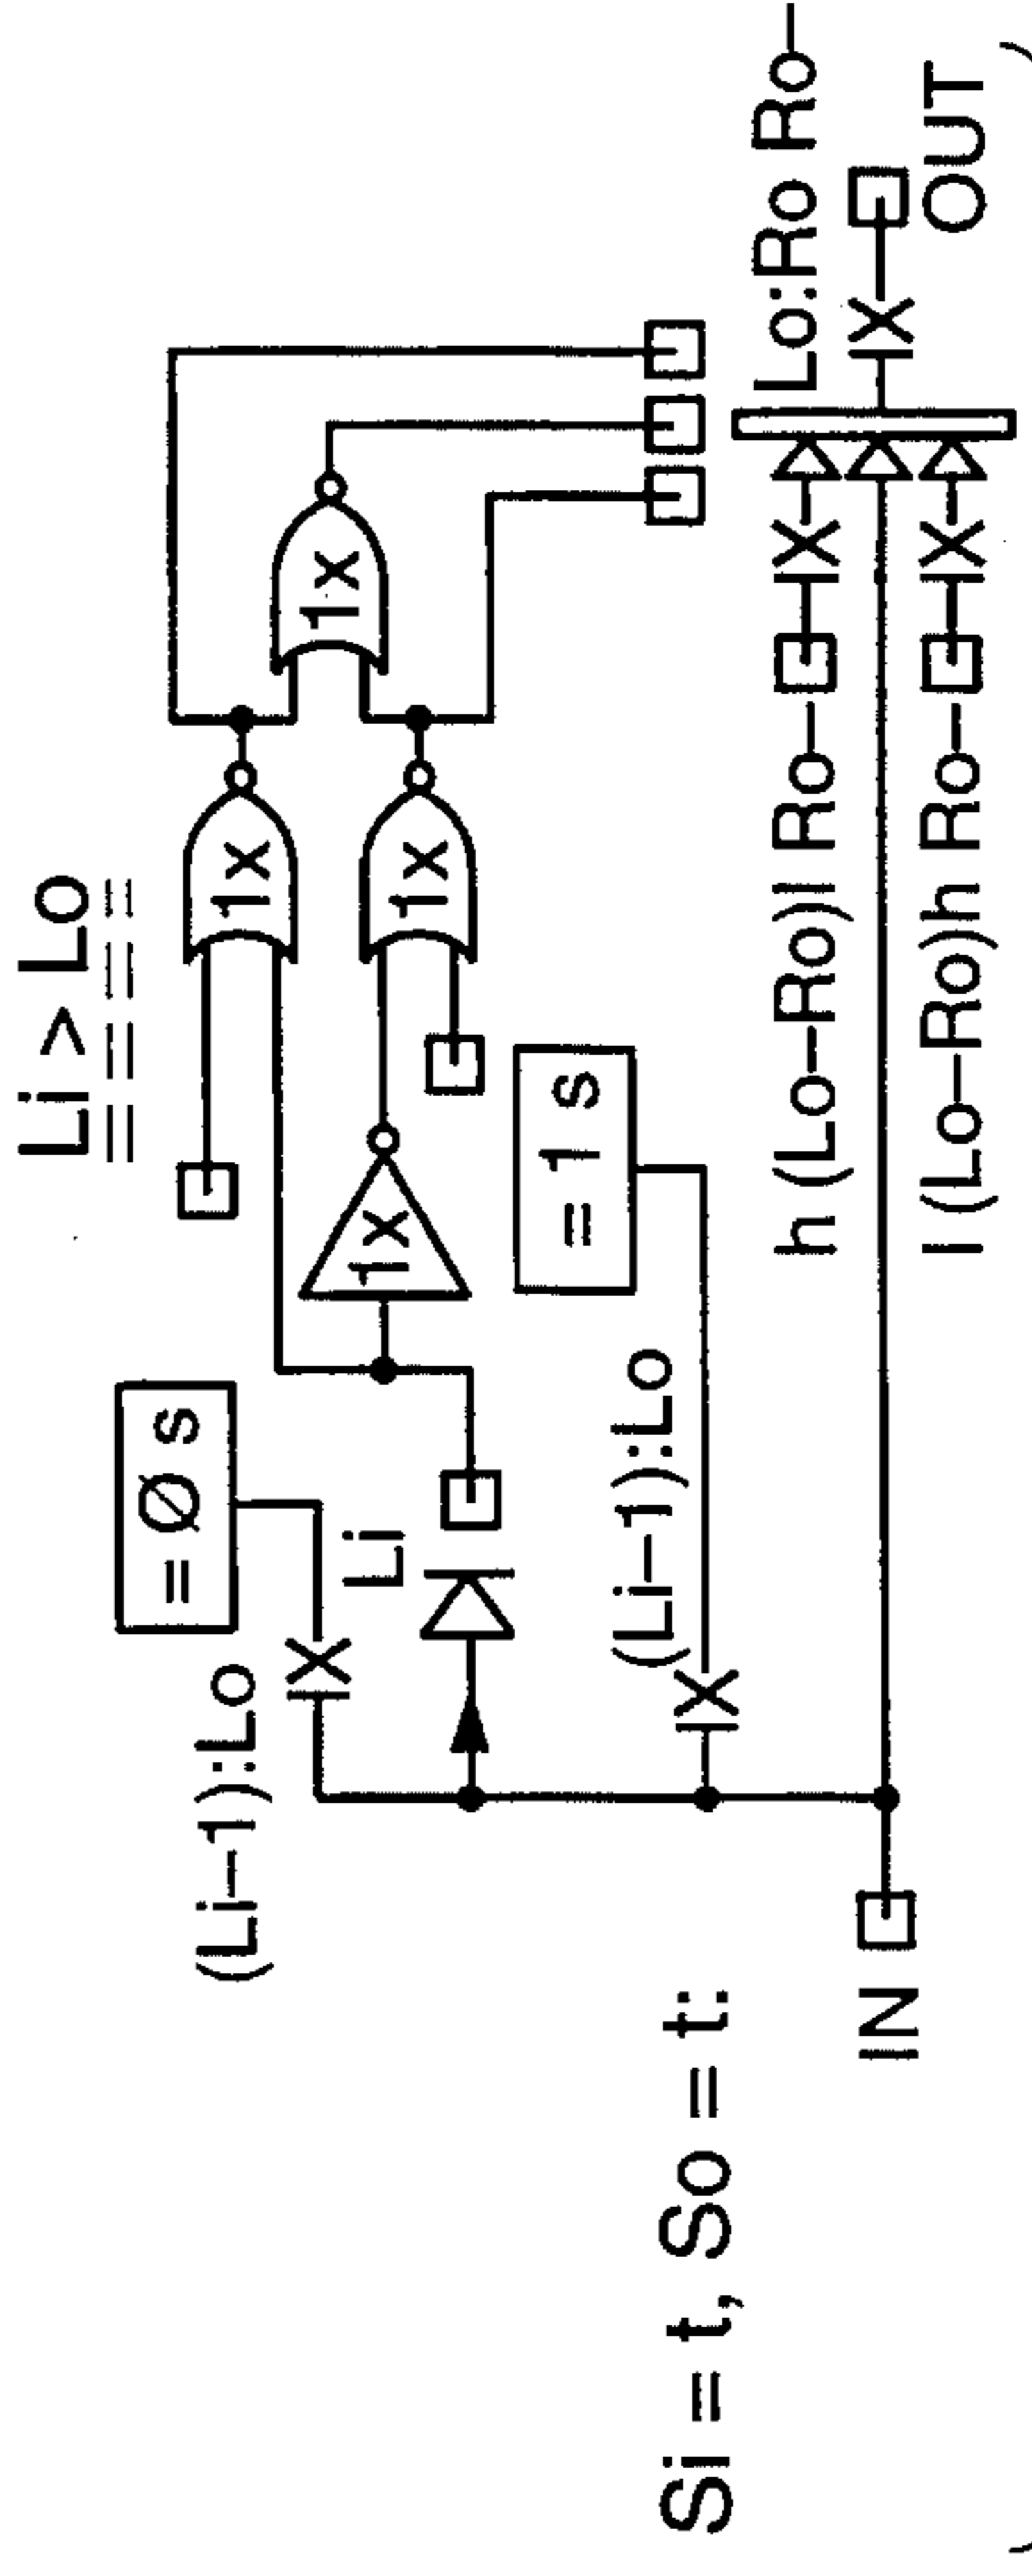 Li > Lo
(Li–1):Lo
= Ø s
Li
1x
1x
1x
1x
(Li–1):Lo
= 1 s
Si = t, So = t:
IN
h (Lo–Ro)l Ro–
l (Lo–Ro)h Ro–
Lo:Ro Ro–
OUT